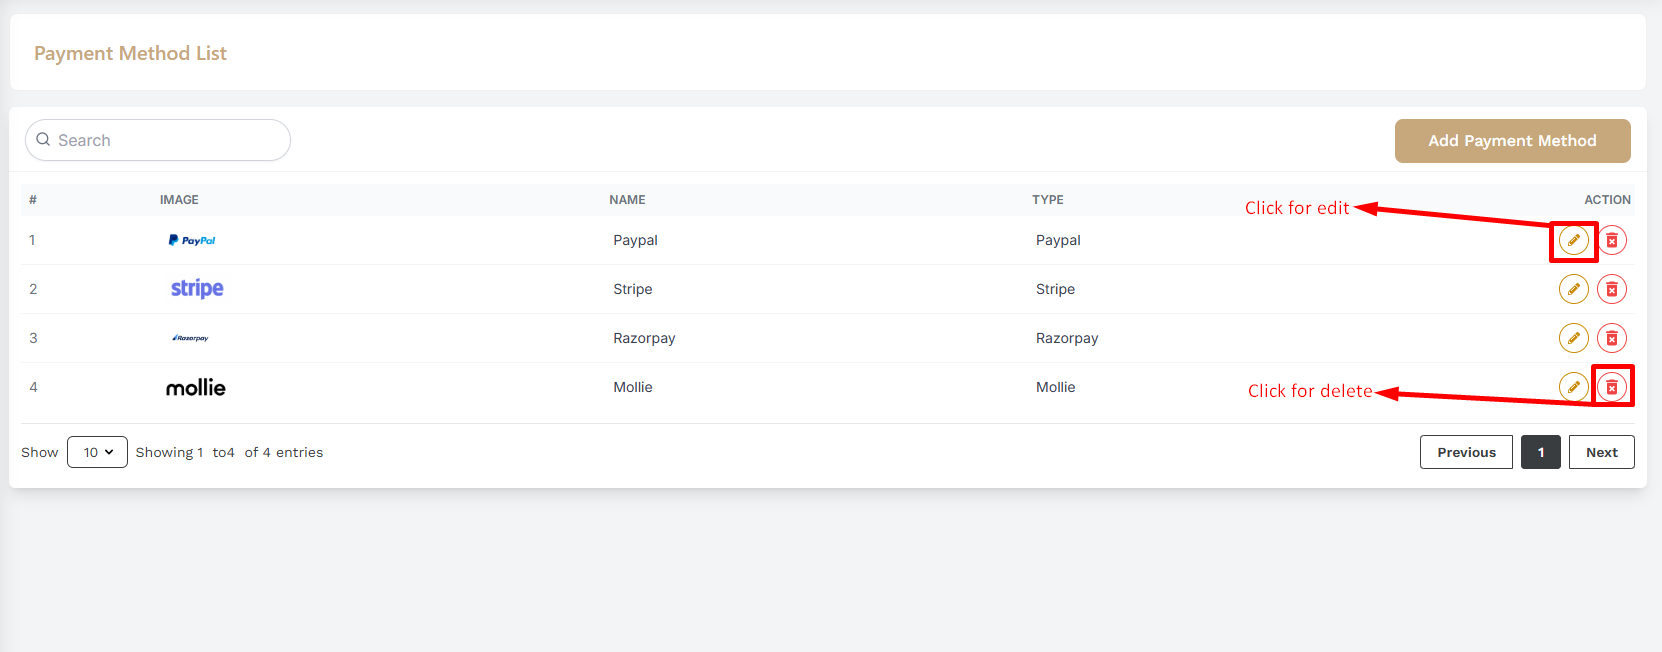 Payment Method List
Search
Add Payment Method
# IMAGE NAME TYPE ACTION
Click for edit
1 PayPal Paypal Paypal
2 stripe Stripe Stripe
3 Razorpay Razorpay Razorpay
4 mollie Mollie Mollie
Click for delete
Show 10 Showing 1 to4 of 4 entries Previous 1 Next